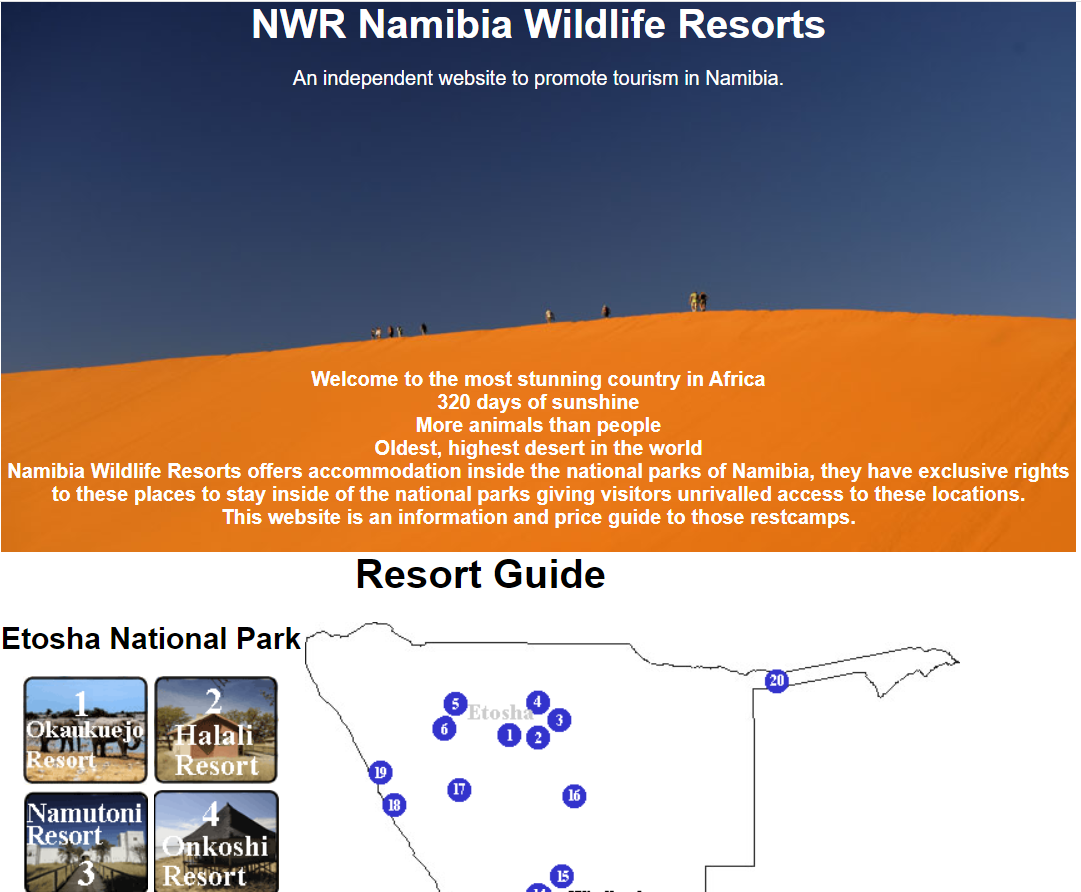 NWR Namibia Wildlife Resorts
An independent website to promote tourism in Namibia.
Welcome to the most stunning country in Africa
320 days of sunshine
More animals than people
Oldest, highest desert in the world
Namibia Wildlife Resorts offers accommodation inside the national parks of Namibia, they have exclusive rights
to these places to stay inside of the national parks giving visitors unrivalled access to these locations.
This website is an information and price guide to those restcamps.
Resort Guide
Etosha National Park
1
Okaukuejo
Resort
2
Halali
Resort
Namutoni
Resort
3
4
Onkoshi
Resort
20
5
4
Etosha
3
6
1
2
19
17
18
16
15